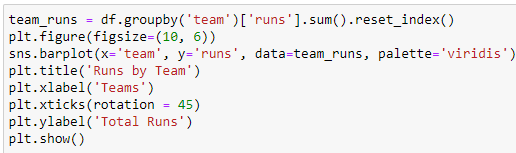 team_runs = df.groupby('team')['runs'].sum().reset_index()
plt.figure(figsize=(10, 6))
sns.barplot(x='team', y='runs', data=team_runs, palette='viridis')
plt.title('Runs by Team')
plt.xlabel('Teams')
plt.xticks(rotation = 45)
plt.ylabel('Total Runs')
plt.show()